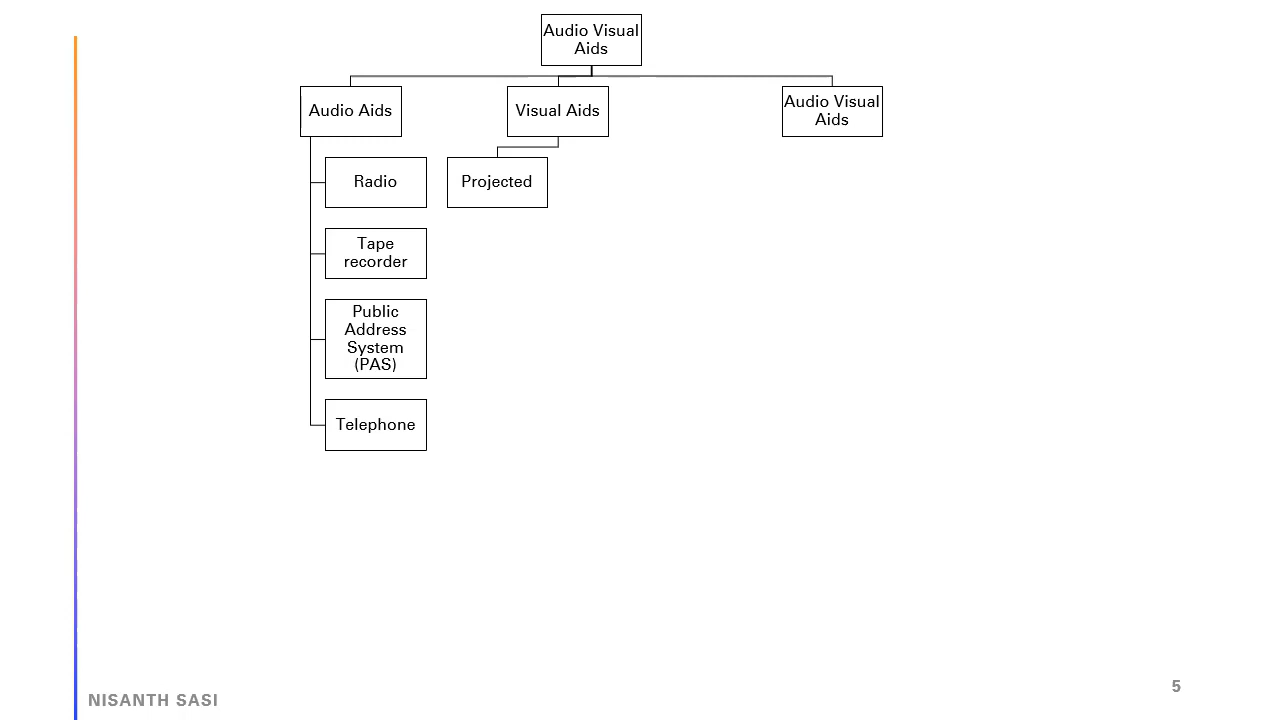 Audio Visual
Aids
Audio Aids
Visual Aids
Audio Visual
Aids
Radio
Projected
Tape
recorder
Public
Address
System
(PAS)
Telephone
NISANTH SASI
5